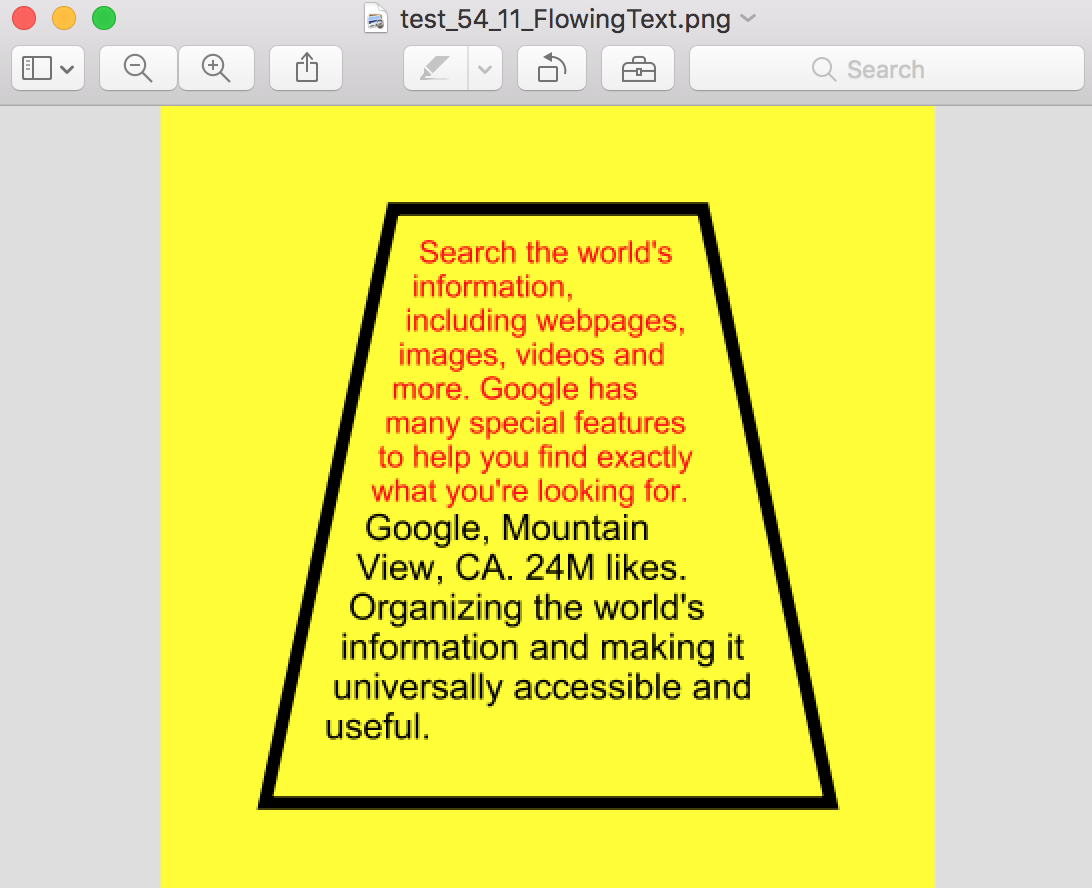 test_54_11_FlowingText.png
Search
Search the world's
information,
including webpages,
images, videos and
more. Google has
many special features
to help you find exactly
what you're looking for.
Google, Mountain
View, CA. 24M likes.
Organizing the world's
information and making it
universally accessible and
useful.